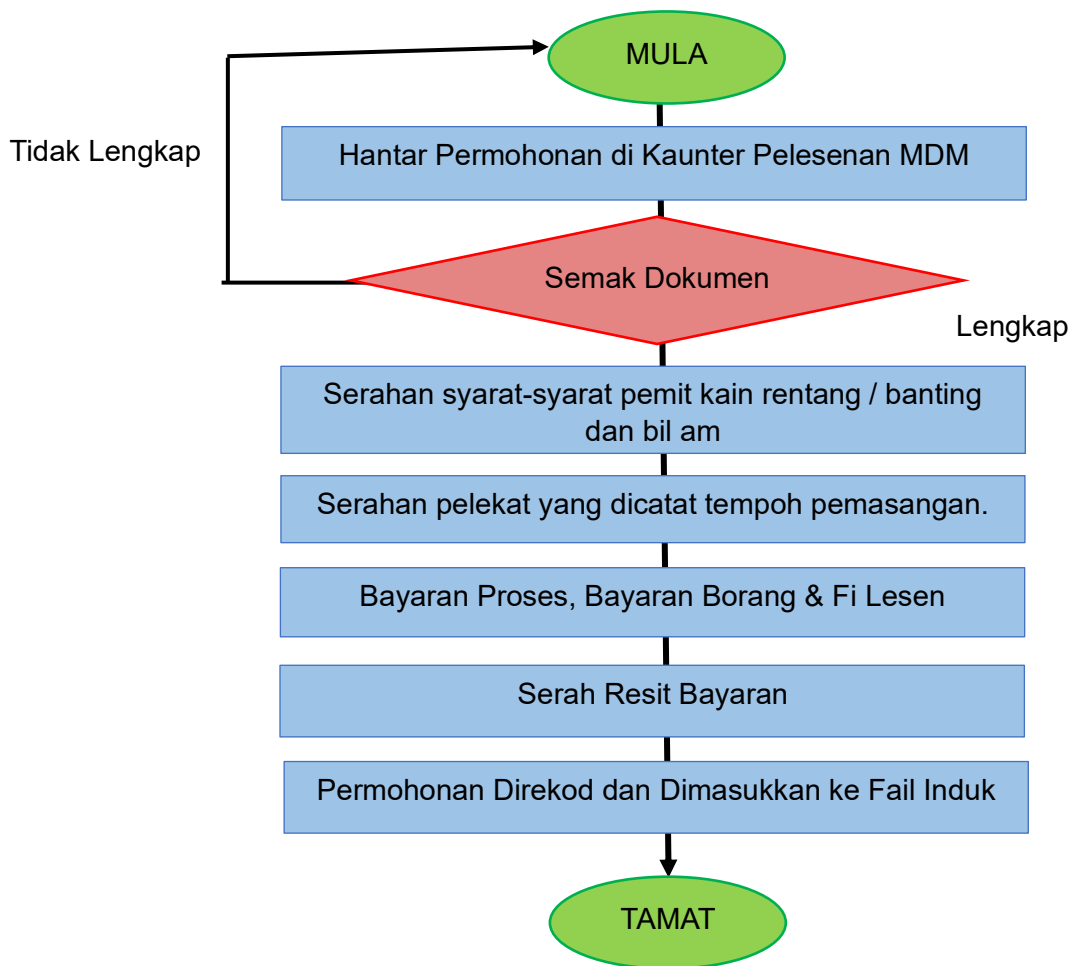 MULA
Tidak Lengkap
Hantar Permohonan di Kaunter Pelesenan MDM
Semak Dokumen
Lengkap
Serahan syarat-syarat pemit kain rentang / banting
dan bil am
Serahan pelekat yang dicatat tempoh pemasangan.
Bayaran Proses, Bayaran Borang & Fi Lesen
Serah Resit Bayaran
Permohonan Direkod dan Dimasukkan ke Fail Induk
TAMAT